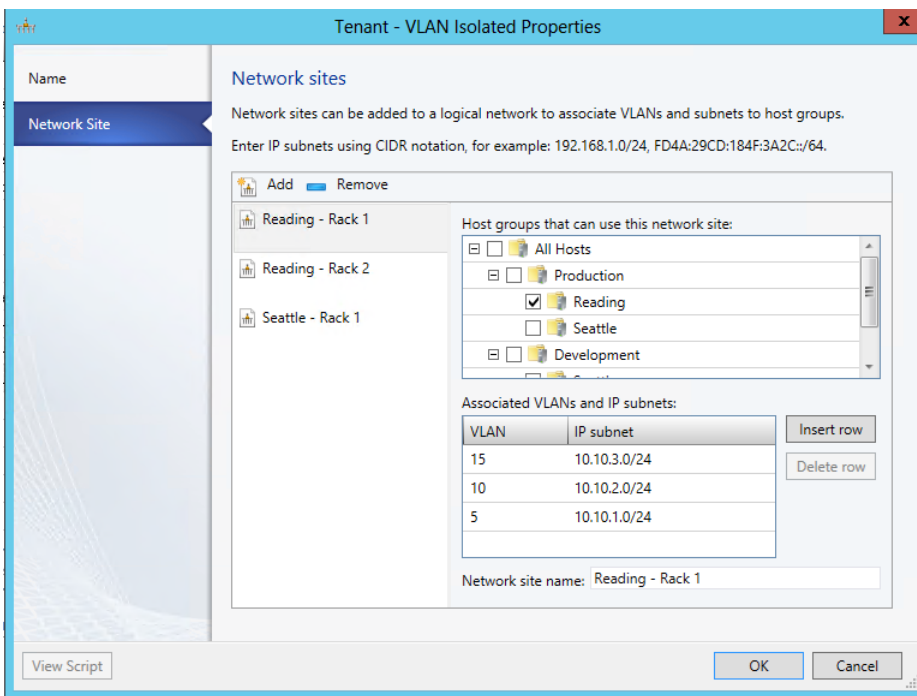 Tenant - VLAN Isolated Properties
x
Name
Network Site
Network sites
Network sites can be added to a logical network to associate VLANs and subnets to host groups.
Enter IP subnets using CIDR notation, for example: 192.168.1.0/24, FD4A:29CD:184F:3A2C::/64.
Add Remove
Reading - Rack 1
Reading - Rack 2
Seattle - Rack 1
Host groups that can use this network site:
All Hosts
Production
Reading
Seattle
Development
Associated VLANs and IP subnets:
VLAN IP subnet
15 10.10.3.0/24
10 10.10.2.0/24
5 10.10.1.0/24
Insert row
Delete row
Network site name: Reading - Rack 1
View Script
OK
Cancel